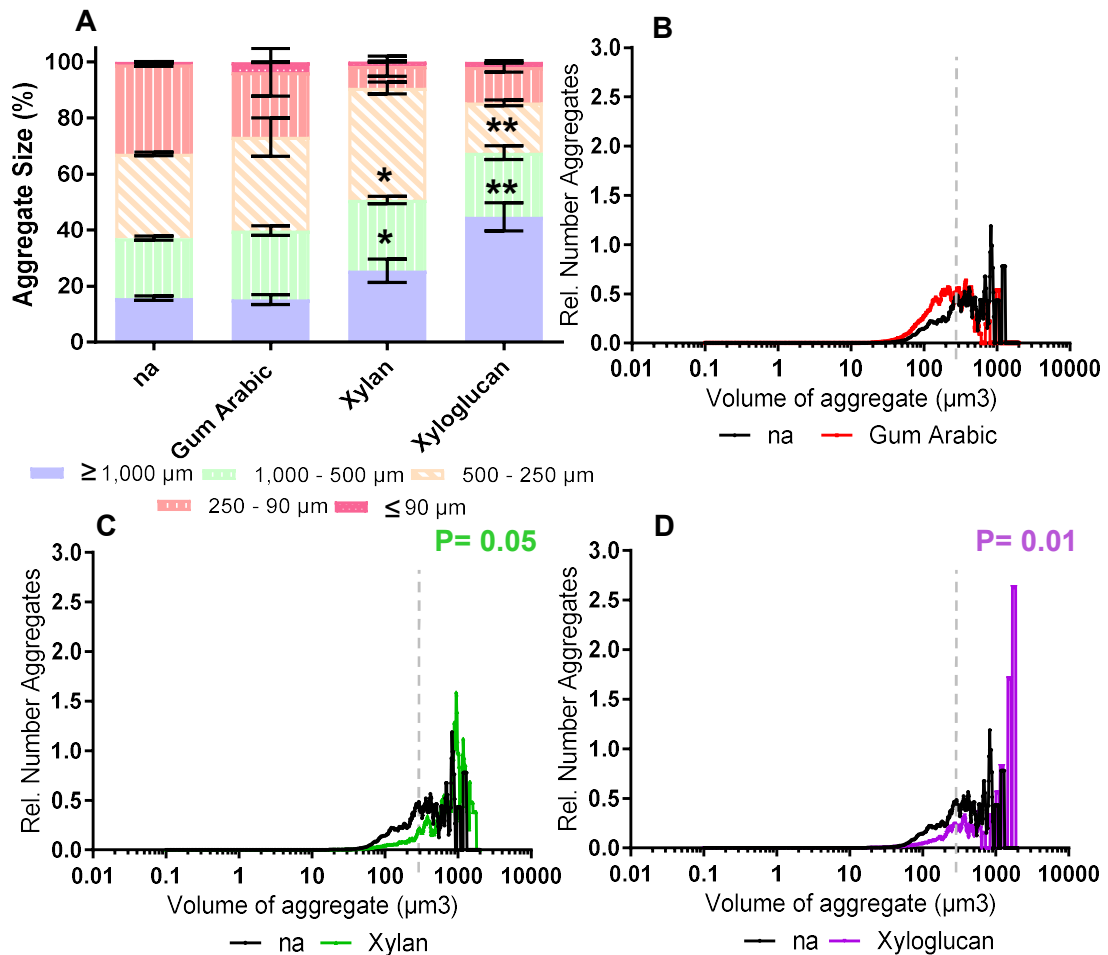 A
Aggregate Size (%)
100
80
60
40
20
0
*
*
**
**
na
Gum Arabic
Xylan
Xyloglucan
≥ 1,000 µm
1,000 - 500 µm
500 - 250 µm
250 - 90 µm
≤ 90 µm
B
Rel. Number Aggregates
3.0
2.5
2.0
1.5
1.0
0.5
0.0
0.01 0.1 1 10 100 1000 10000
Volume of aggregate (µm3)
na Gum Arabic
C
P= 0.05
Rel. Number Aggregates
3.0
2.5
2.0
1.5
1.0
0.5
0.0
0.01 0.1 1 10 100 1000 10000
Volume of aggregate (µm3)
na Xylan
D
P= 0.01
Rel. Number Aggregates
3.0
2.5
2.0
1.5
1.0
0.5
0.0
0.01 0.1 1 10 100 1000 10000
Volume of aggregate (µm3)
na Xyloglucan